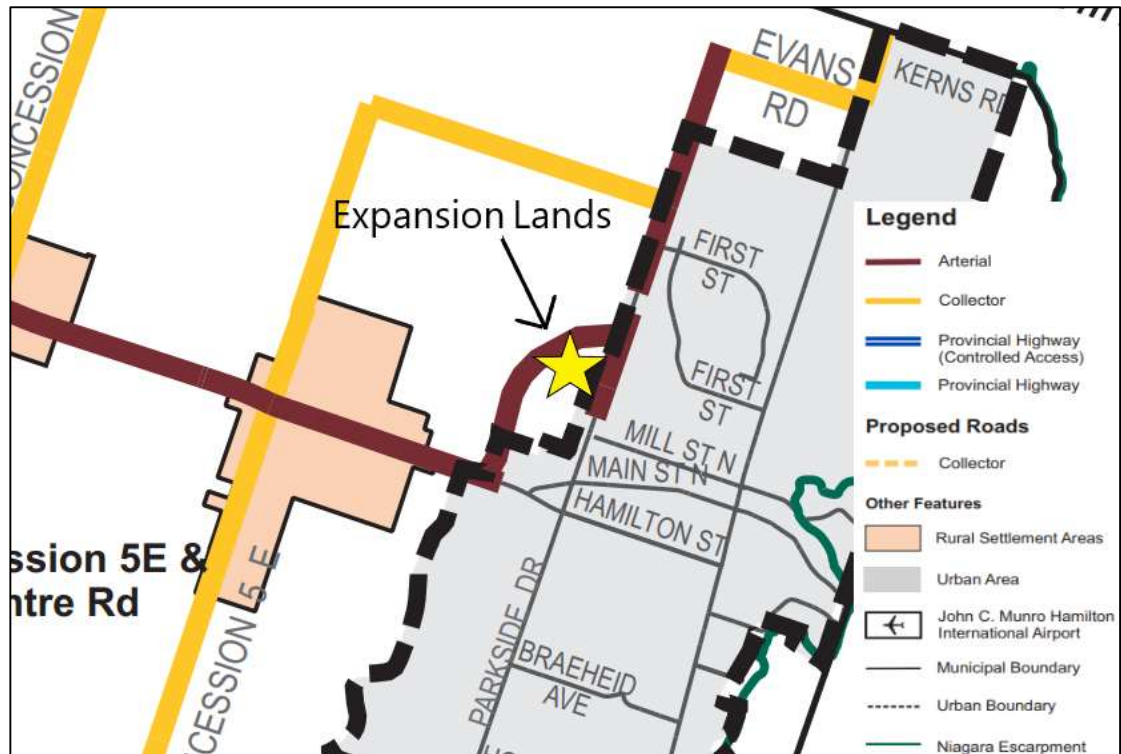 CONCESSION
EVANS
RD
KERNS RD
Expansion Lands
FIRST
ST
FIRST
ST
MILL ST N
MAIN ST N
HAMILTON ST
ssion 5E &
ntre Rd
CESSION 5 E
PARKSIDE DR
BRAEHEID
AVE
Legend
Arterial
Collector
Provincial Highway
(Controlled Access)
Provincial Highway
Proposed Roads
Collector
Other Features
Rural Settlement Areas
Urban Area
John C. Munro Hamilton
International Airport
Municipal Boundary
Urban Boundary
Niagara Escarpment